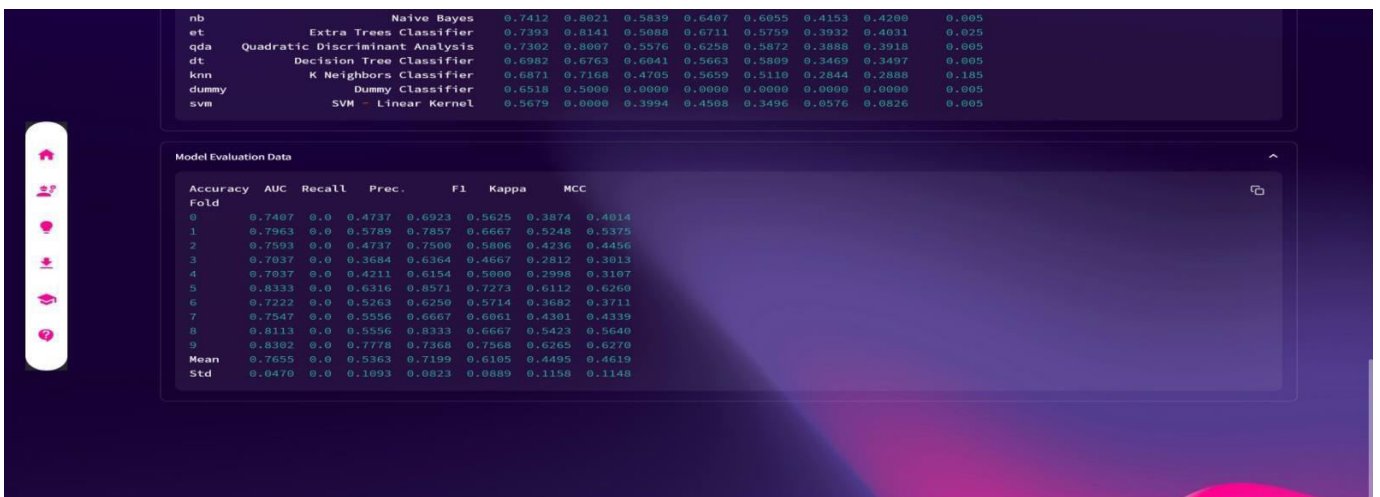 nb Naive Bayes 0.7412 0.8021 0.5839 0.6407 0.6055 0.4153 0.4200 0.005
et Extra Trees Classifier 0.7393 0.8141 0.5088 0.6711 0.5759 0.3932 0.4031 0.025
qda Quadratic Discriminant Analysis 0.7302 0.8007 0.5576 0.6258 0.5872 0.3888 0.3918 0.005
dt Decision Tree Classifier 0.6982 0.6763 0.6041 0.5663 0.5809 0.3469 0.3497 0.005
knn K Neighbors Classifier 0.6871 0.7168 0.4705 0.5659 0.5110 0.2844 0.2888 0.185
dummy Dummy Classifier 0.6518 0.5000 0.0000 0.0000 0.0000 0.0000 0.0000 0.005
svm SVM - Linear Kernel 0.5679 0.0000 0.3994 0.4508 0.3496 0.0576 0.0826 0.005
Model Evaluation Data
Accuracy AUC Recall Prec. F1 Kappa MCC
Fold
0 0.7407 0.0 0.4737 0.6923 0.5625 0.3874 0.4014
1 0.7963 0.0 0.5789 0.7857 0.6667 0.5248 0.5375
2 0.7593 0.0 0.4737 0.7500 0.5806 0.4236 0.4456
3 0.7037 0.0 0.3684 0.6364 0.4667 0.2812 0.3013
4 0.7037 0.0 0.4211 0.6154 0.5000 0.2998 0.3107
5 0.8333 0.0 0.6316 0.8571 0.7273 0.6112 0.6260
6 0.7222 0.0 0.5263 0.6250 0.5714 0.3682 0.3711
7 0.7547 0.0 0.5556 0.6667 0.6061 0.4301 0.4339
8 0.8113 0.0 0.5556 0.8333 0.6667 0.5423 0.5640
9 0.8302 0.0 0.7778 0.7368 0.7568 0.6265 0.6270
Mean 0.7655 0.0 0.5363 0.7199 0.6105 0.4495 0.4619
Std 0.0470 0.0 0.1093 0.0823 0.0889 0.1158 0.1148